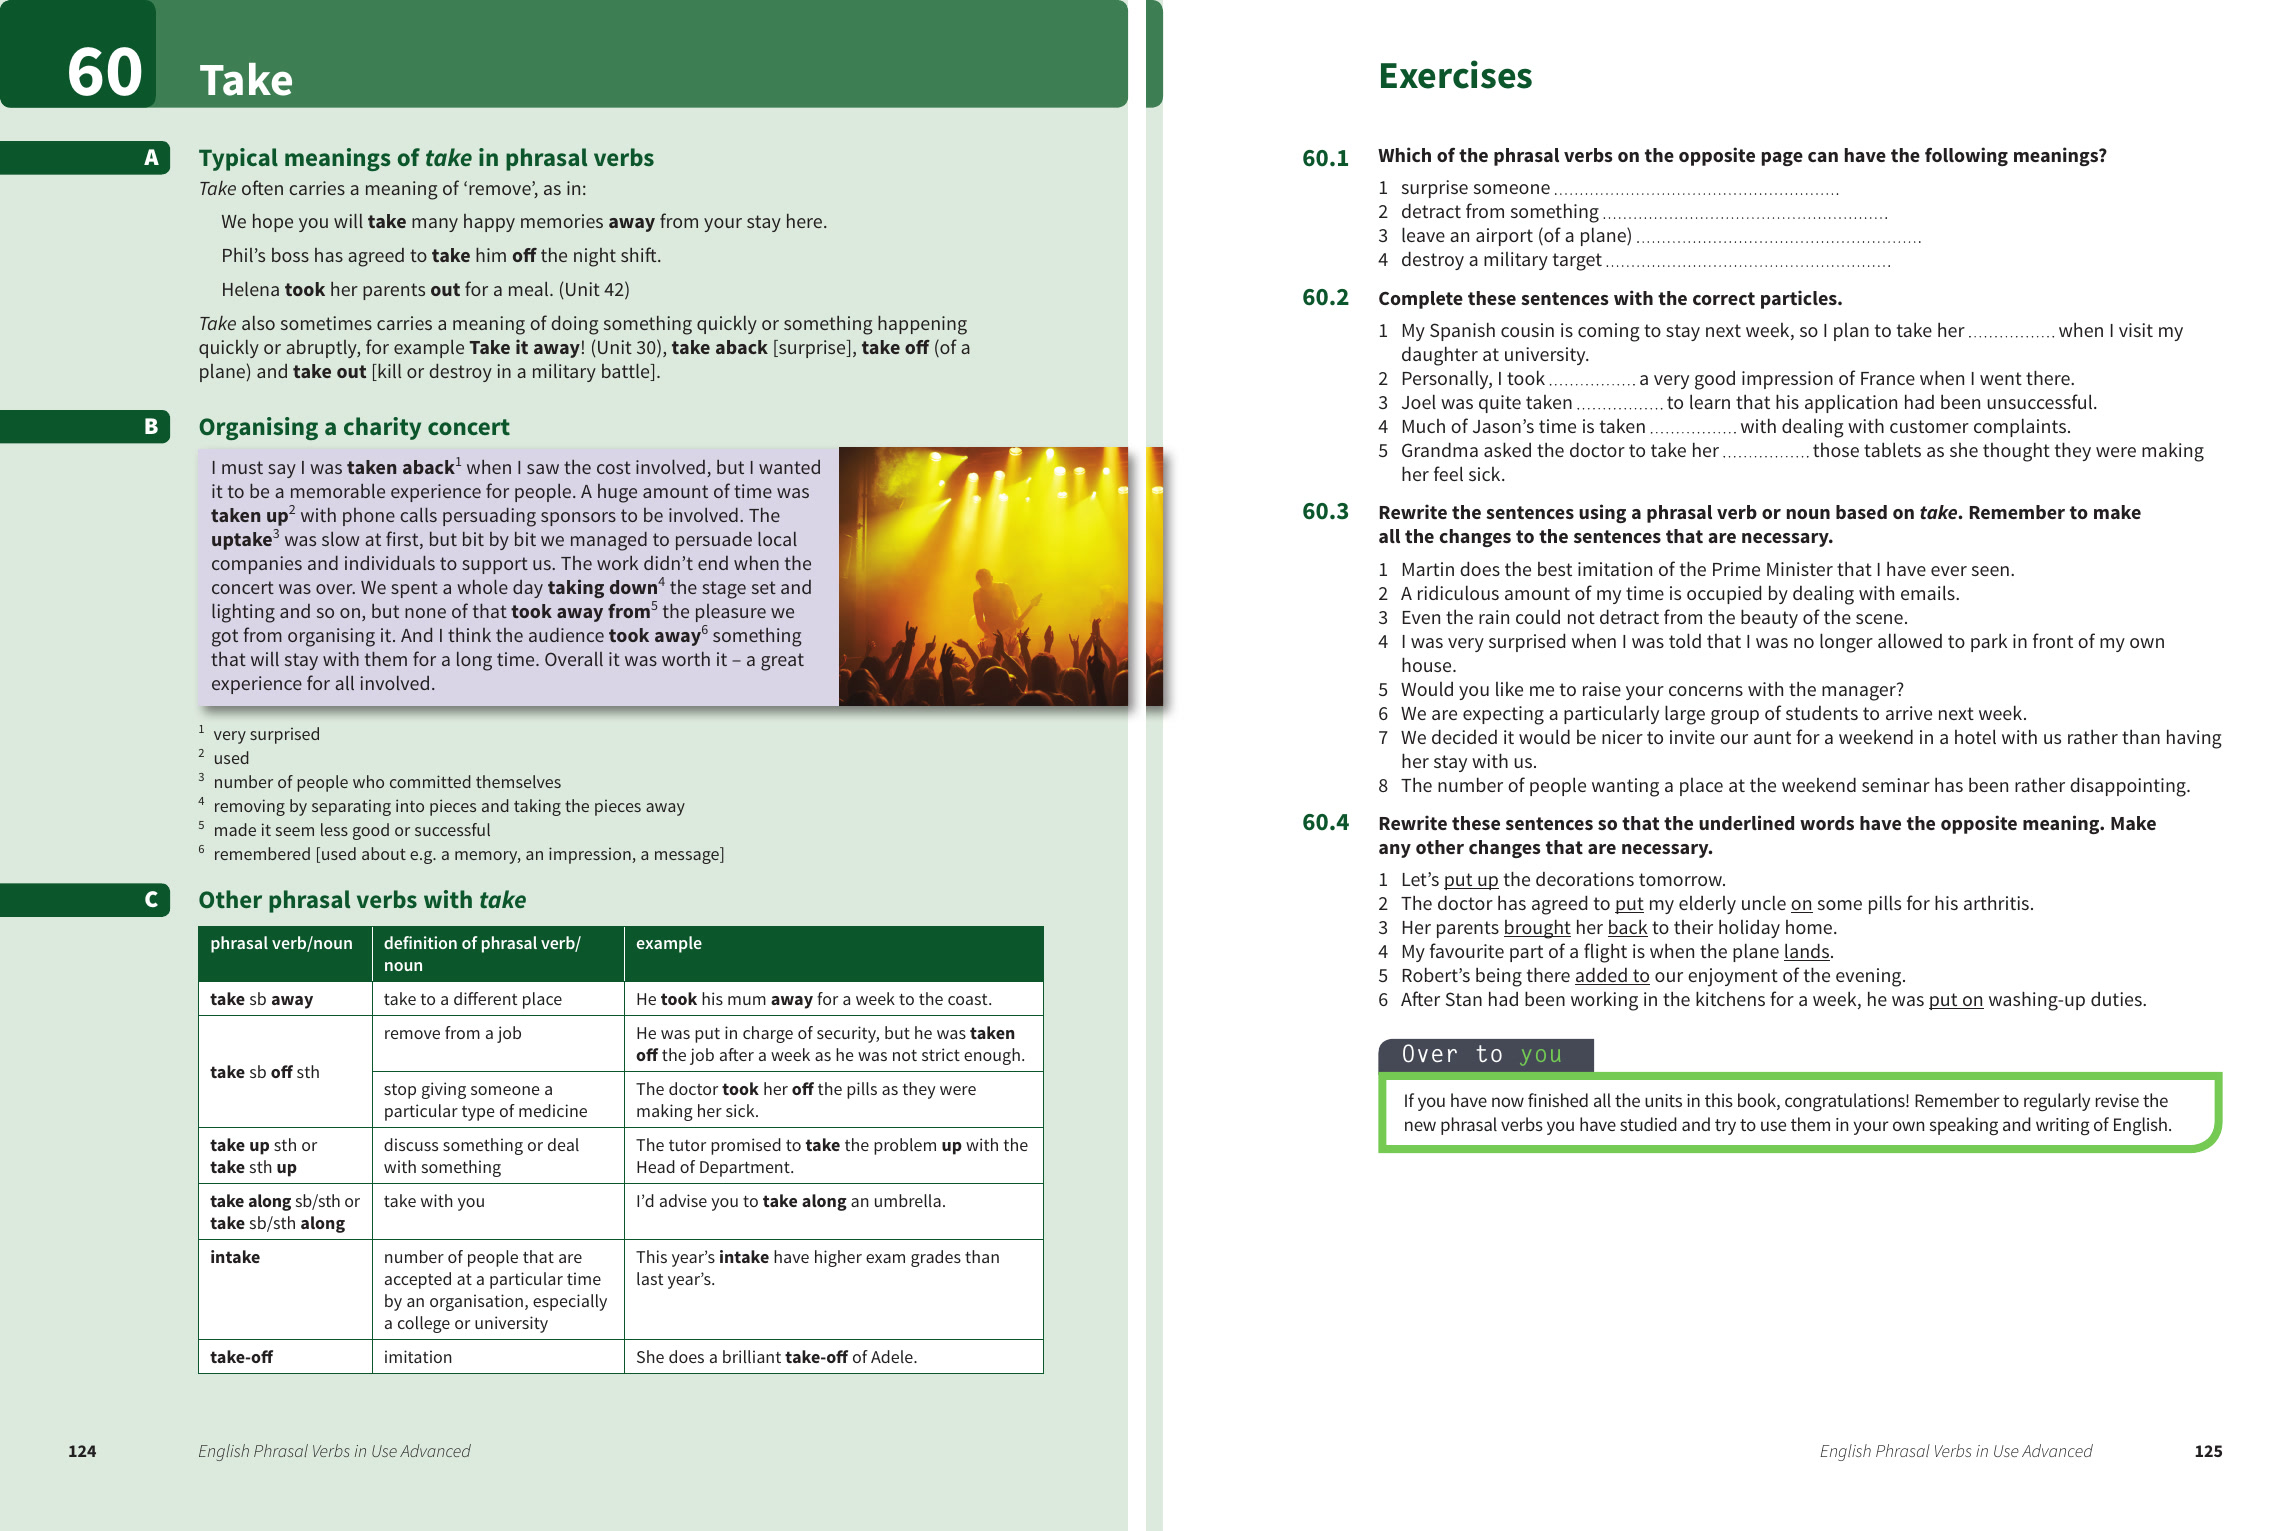 60
Take
A
Typical meanings of take in phrasal verbs
Take often carries a meaning of ‘remove’, as in:
We hope you will take many happy memories away from your stay here.
Phil’s boss has agreed to take him off the night shift.
Helena took her parents out for a meal. (Unit 42)
Take also sometimes carries a meaning of doing something quickly or something happening
quickly or abruptly, for example Take it away! (Unit 30), take aback [surprise], take off (of a
plane) and take out [kill or destroy in a military battle].
B
Organising a charity concert
I must say I was taken aback1 when I saw the cost involved, but I wanted
it to be a memorable experience for people. A huge amount of time was
taken up2 with phone calls persuading sponsors to be involved. The
uptake3 was slow at first, but bit by bit we managed to persuade local
companies and individuals to support us. The work didn’t end when the
concert was over. We spent a whole day taking down4 the stage set and
lighting and so on, but none of that took away from5 the pleasure we
got from organising it. And I think the audience took away6 something
that will stay with them for a long time. Overall it was worth it – a great
experience for all involved.
1 very surprised
2 used
3 number of people who committed themselves
4 removing by separating into pieces and taking the pieces away
5 made it seem less good or successful
6 remembered [used about e.g. a memory, an impression, a message]
C
Other phrasal verbs with take
phrasal verb/noun
definition of phrasal verb/
noun
example
take sb away
take to a different place
He took his mum away for a week to the coast.
take sb off sth
remove from a job
He was put in charge of security, but he was taken
off the job after a week as he was not strict enough.
stop giving someone a
particular type of medicine
The doctor took her off the pills as they were
making her sick.
take up sth or
take sth up
discuss something or deal
with something
The tutor promised to take the problem up with the
Head of Department.
take along sb/sth or
take sb/sth along
take with you
I’d advise you to take along an umbrella.
intake
number of people that are
accepted at a particular time
by an organisation, especially
a college or university
This year’s intake have higher exam grades than
last year’s.
take-off
imitation
She does a brilliant take-off of Adele.
124
English Phrasal Verbs in Use Advanced
Exercises
60.1
Which of the phrasal verbs on the opposite page can have the following meanings?
1 surprise someone ........................................................
2 detract from something ........................................................
3 leave an airport (of a plane) ........................................................
4 destroy a military target ........................................................
60.2
Complete these sentences with the correct particles.
1 My Spanish cousin is coming to stay next week, so I plan to take her ................. when I visit my
daughter at university.
2 Personally, I took ................. a very good impression of France when I went there.
3 Joel was quite taken ................. to learn that his application had been unsuccessful.
4 Much of Jason’s time is taken ................. with dealing with customer complaints.
5 Grandma asked the doctor to take her ................. those tablets as she thought they were making
her feel sick.
60.3
Rewrite the sentences using a phrasal verb or noun based on take. Remember to make
all the changes to the sentences that are necessary.
1 Martin does the best imitation of the Prime Minister that I have ever seen.
2 A ridiculous amount of my time is occupied by dealing with emails.
3 Even the rain could not detract from the beauty of the scene.
4 I was very surprised when I was told that I was no longer allowed to park in front of my own
house.
5 Would you like me to raise your concerns with the manager?
6 We are expecting a particularly large group of students to arrive next week.
7 We decided it would be nicer to invite our aunt for a weekend in a hotel with us rather than having
her stay with us.
8 The number of people wanting a place at the weekend seminar has been rather disappointing.
60.4
Rewrite these sentences so that the underlined words have the opposite meaning. Make
any other changes that are necessary.
1 Let’s put up the decorations tomorrow.
2 The doctor has agreed to put my elderly uncle on some pills for his arthritis.
3 Her parents brought her back to their holiday home.
4 My favourite part of a flight is when the plane lands.
5 Robert’s being there added to our enjoyment of the evening.
6 After Stan had been working in the kitchens for a week, he was put on washing-up duties.
Over to you
If you have now finished all the units in this book, congratulations! Remember to regularly revise the
new phrasal verbs you have studied and try to use them in your own speaking and writing of English.
English Phrasal Verbs in Use Advanced
125